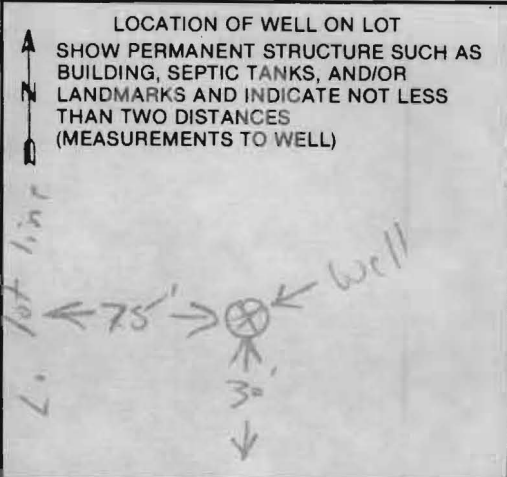 LOCATION OF WELL ON LOT
SHOW PERMANENT STRUCTURE SUCH AS
BUILDING, SEPTIC TANKS, AND/OR
LANDMARKS AND INDICATE NOT LESS
THAN TWO DISTANCES
(MEASUREMENTS TO WELL)
N
L. lot line
75'
Well
30'